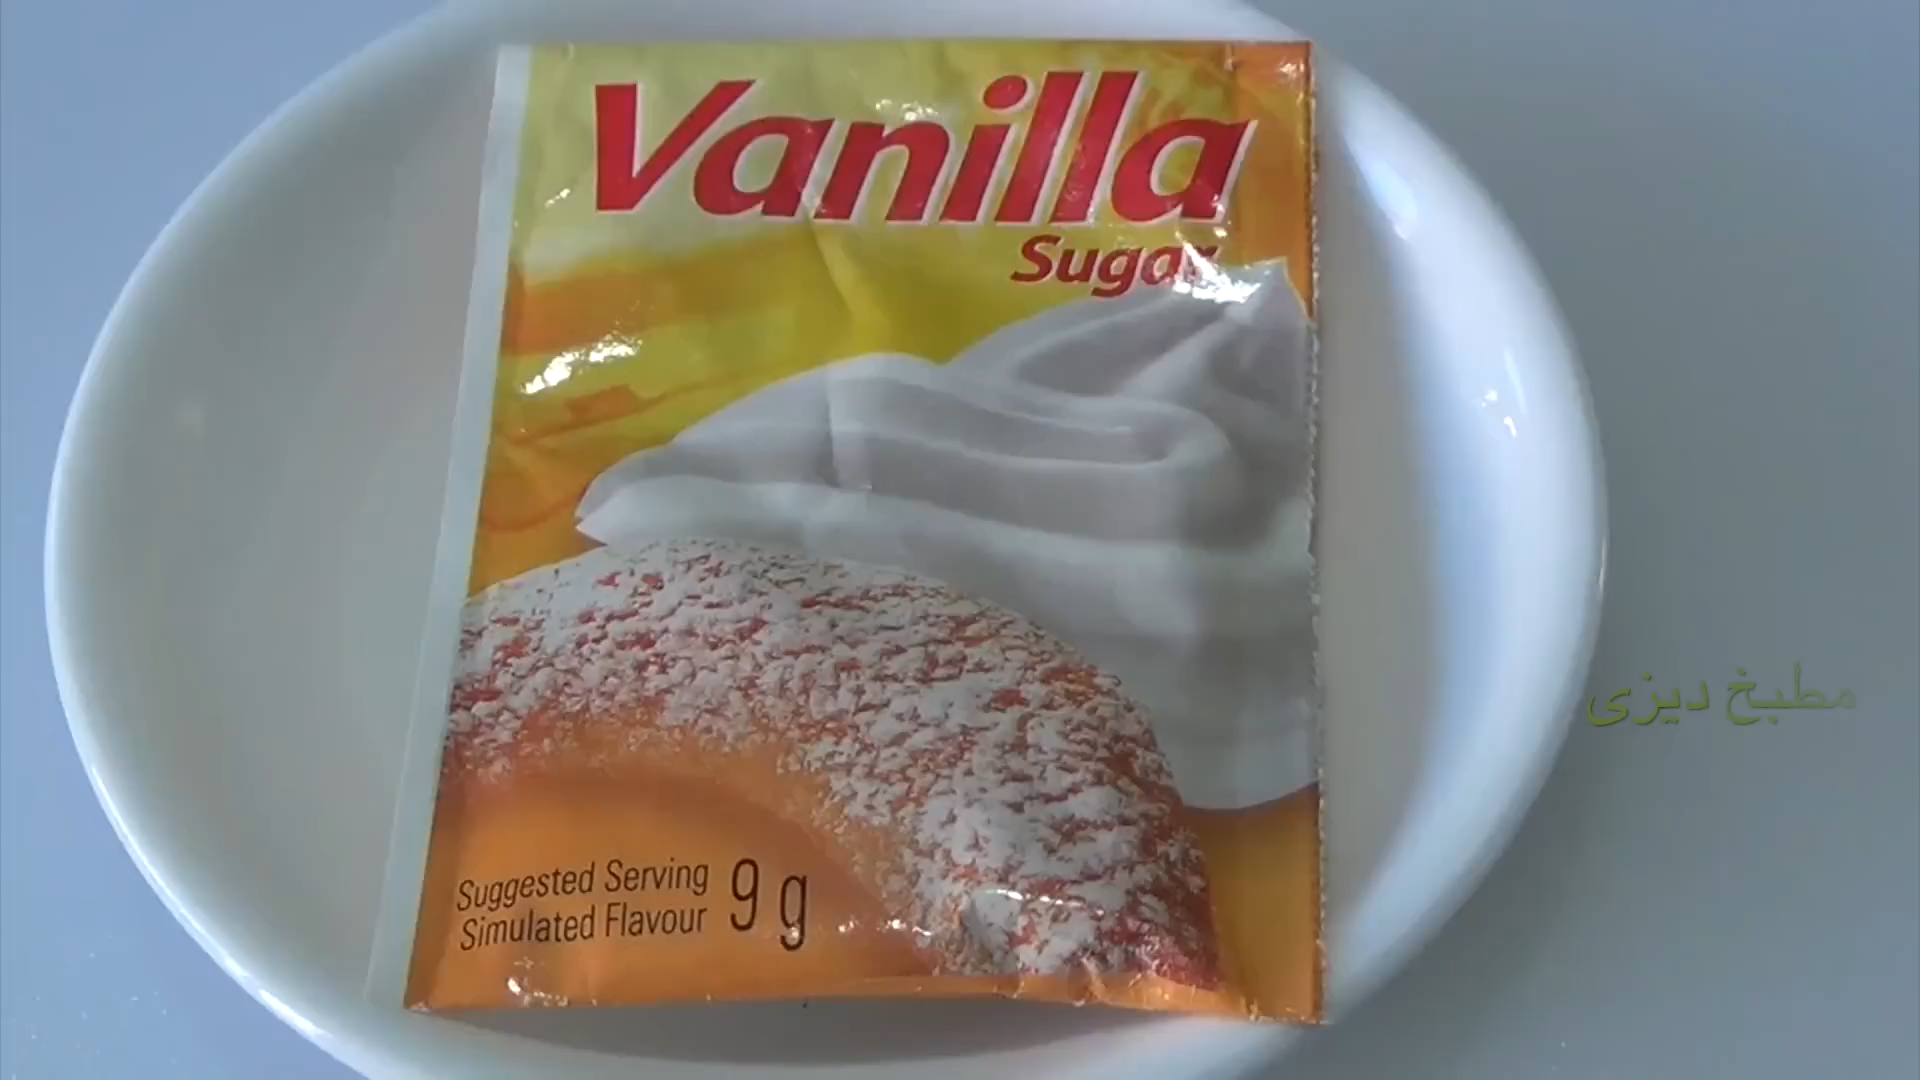 Vanilla
Sugar
مطبخ ديزى
Suggested Serving
Simulated Flavour
9 g